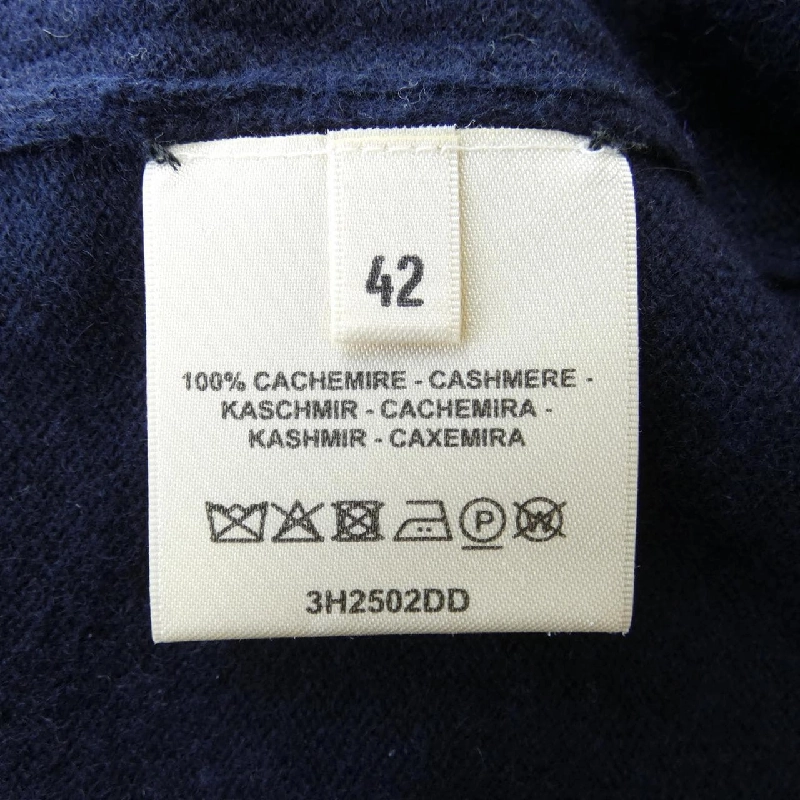 42
100% CACHEMIRE - CASHMERE -
KASCHMIR - CACHEMIRA -
KASHMIR - CAXEMIRA
P W
3H2502DD